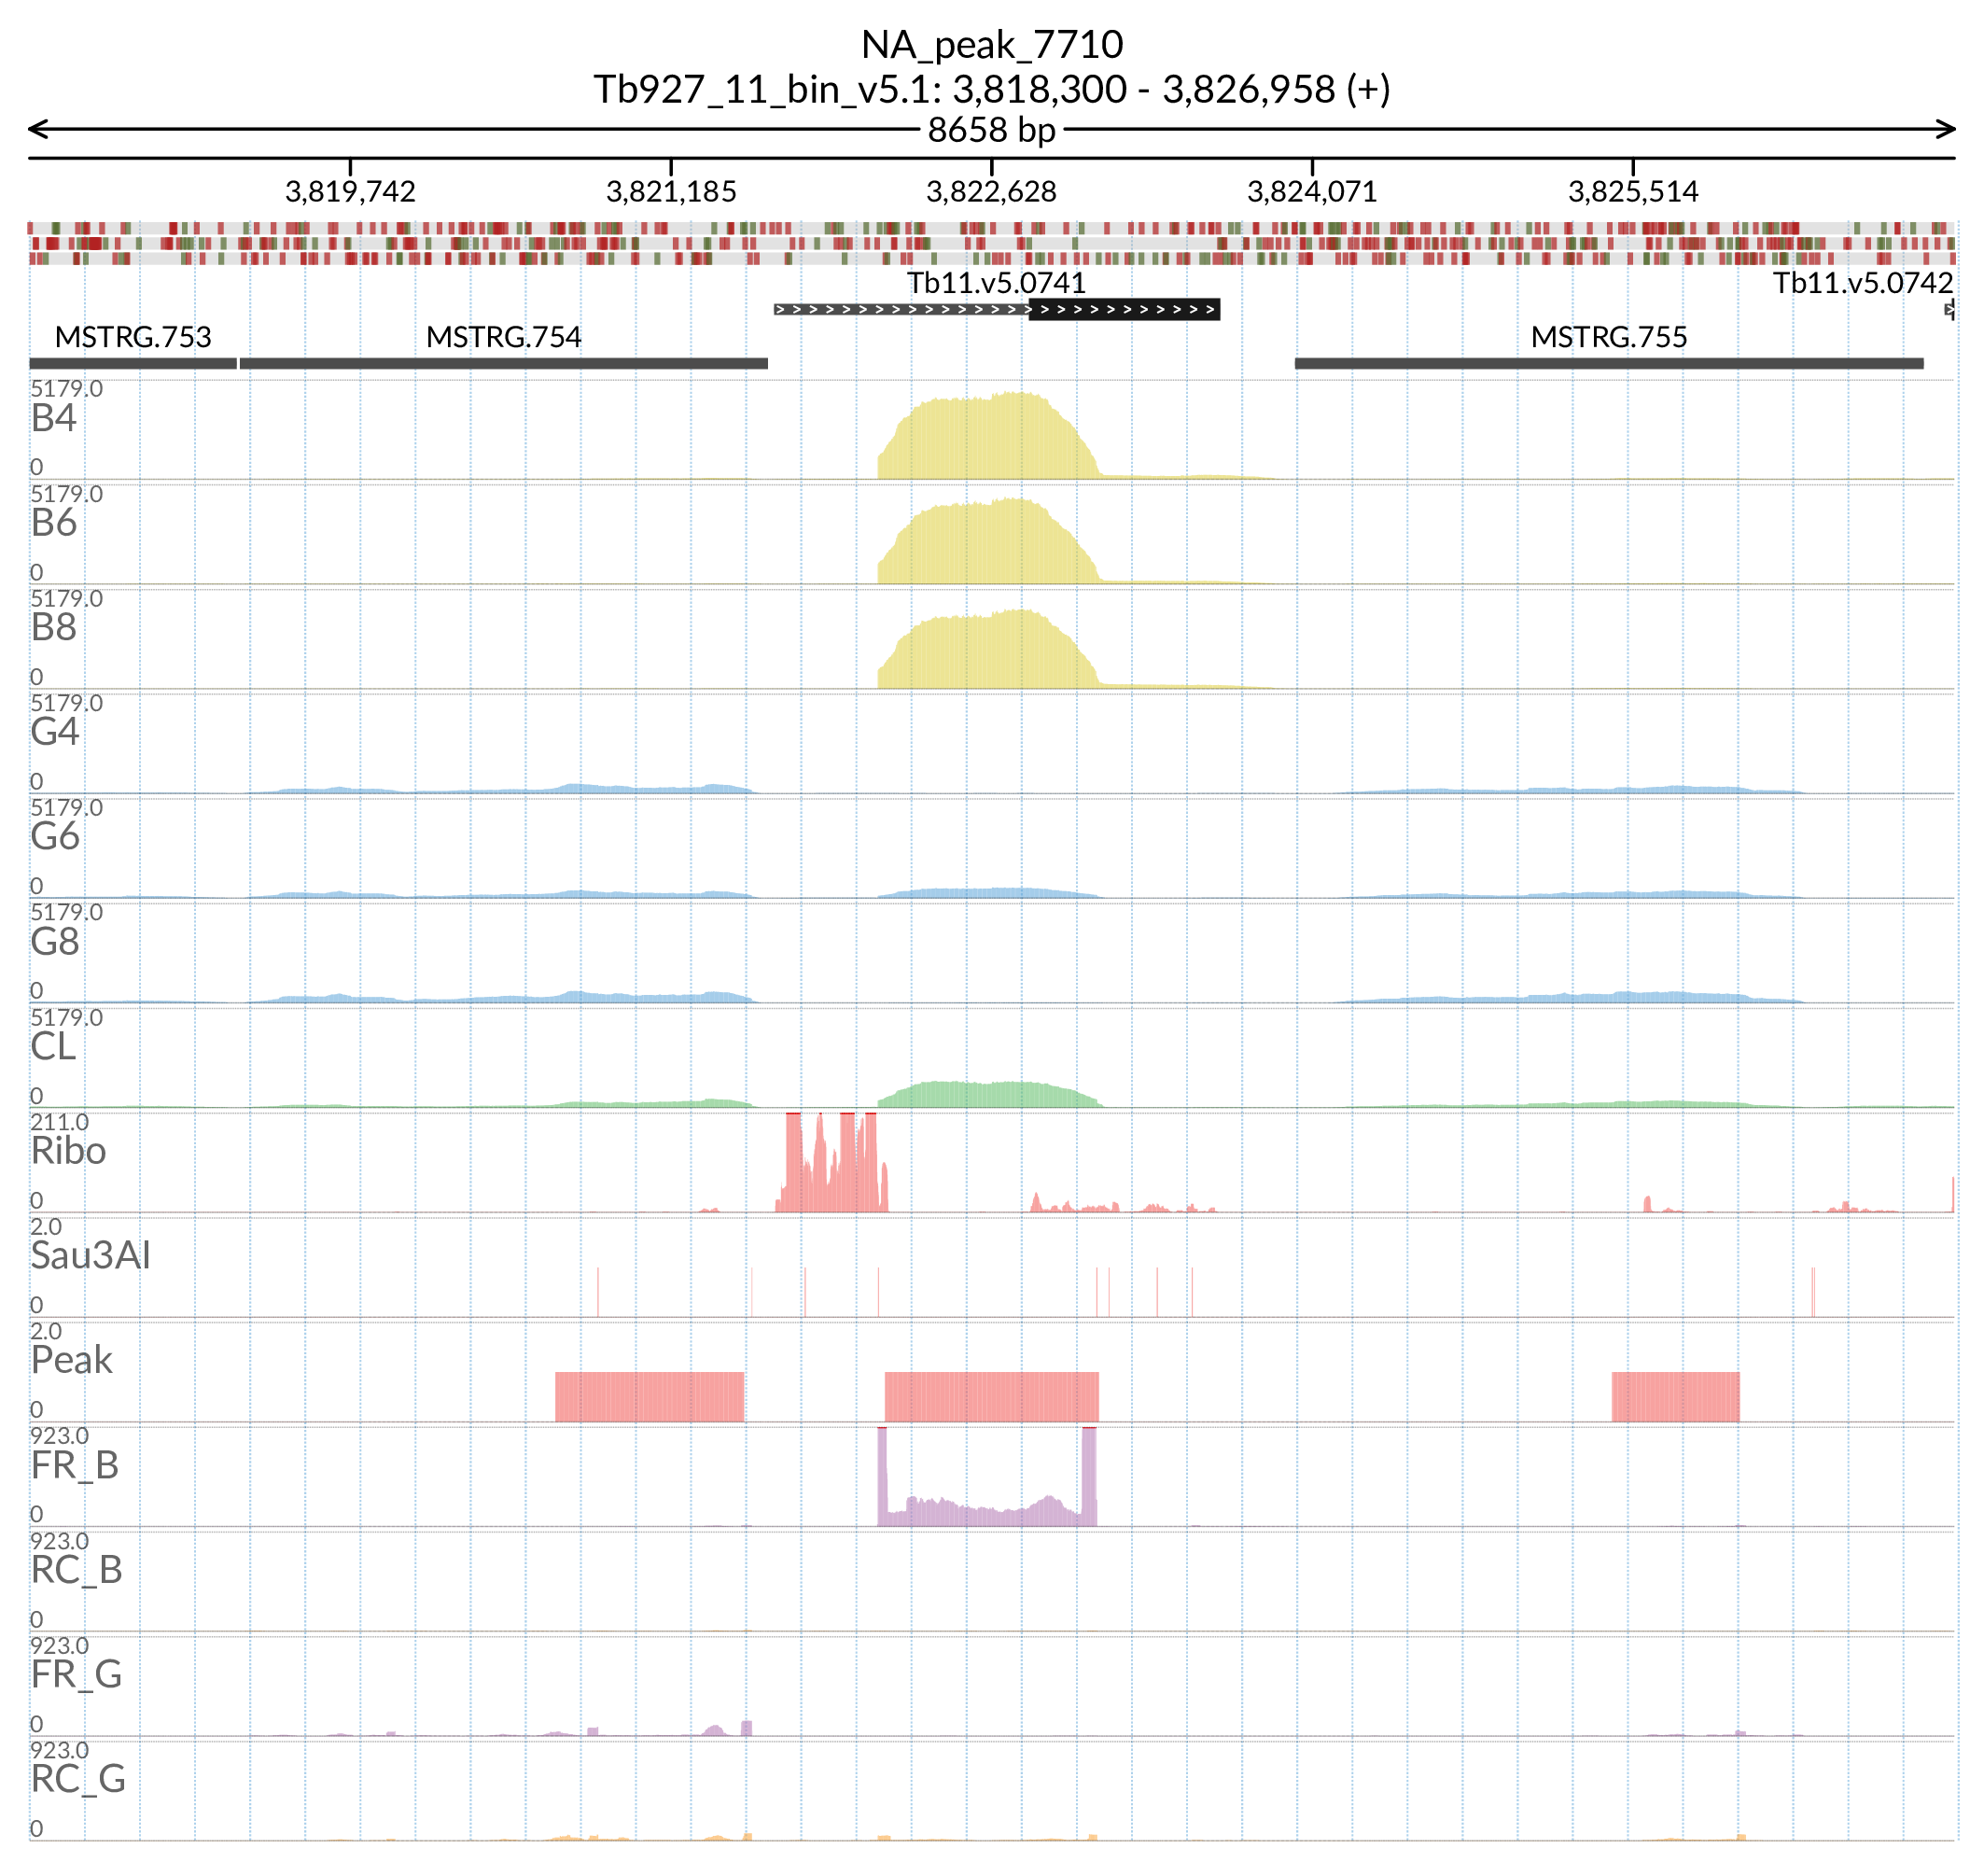 NA_peak_7710
Tb927_11_bin_v5.1: 3,818,300 - 3,826,958 (+)
8658 bp
3,819,742 3,821,185 3,822,628 3,824,071 3,825,514
Tb11.v5.0741 Tb11.v5.0742
MSTRG.753 MSTRG.754 MSTRG.755
5179.0
B4
0
5179.0
B6
0
5179.0
B8
0
5179.0
G4
0
5179.0
G6
0
5179.0
G8
0
5179.0
CL
0
211.0
Ribo
0
2.0
Sau3AI
0
2.0
Peak
0
923.0
FR_B
0
923.0
RC_B
0
923.0
FR_G
0
923.0
RC_G
0